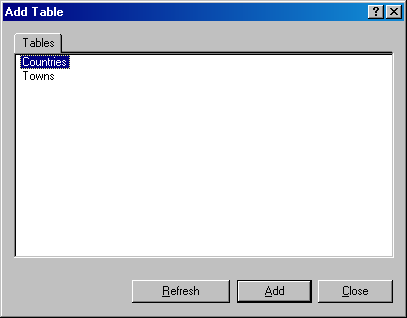 Add Table
Tables
Countries
Towns
Refresh Add Close